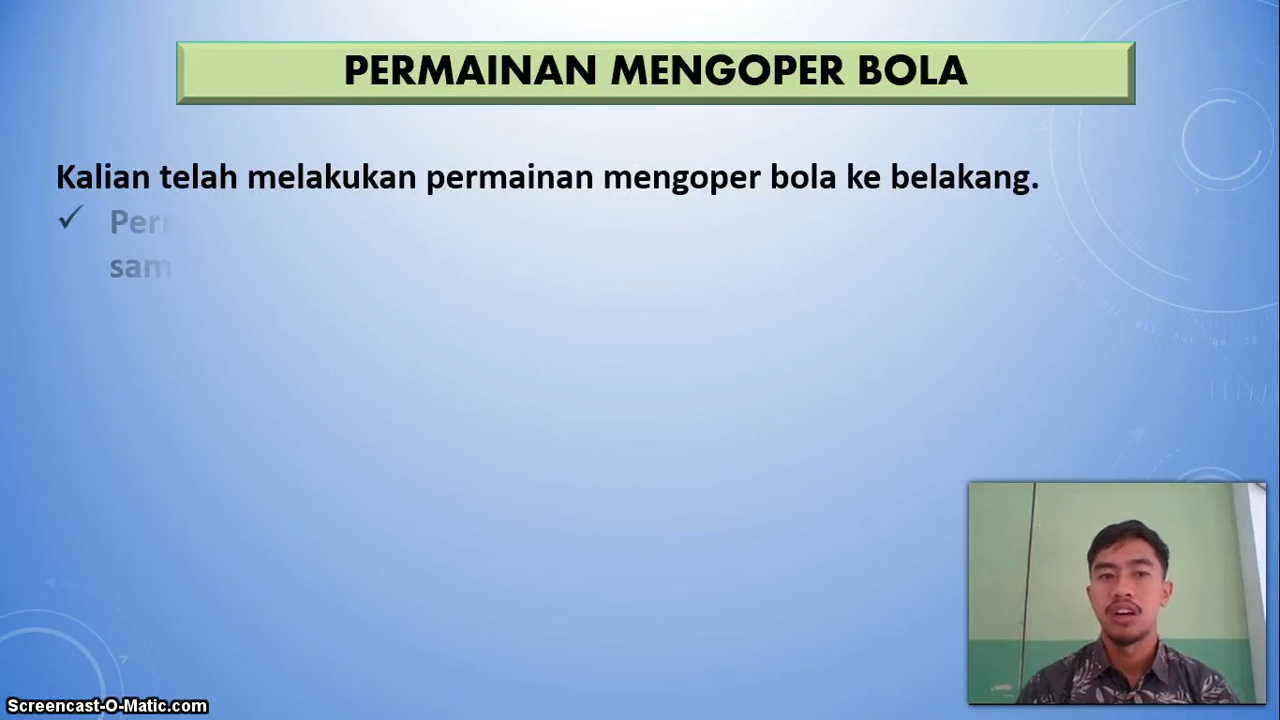 PERMAINAN MENGOPER BOLA
Kalian telah melakukan permainan mengoper bola ke belakang.
Screencast-O-Matic.com